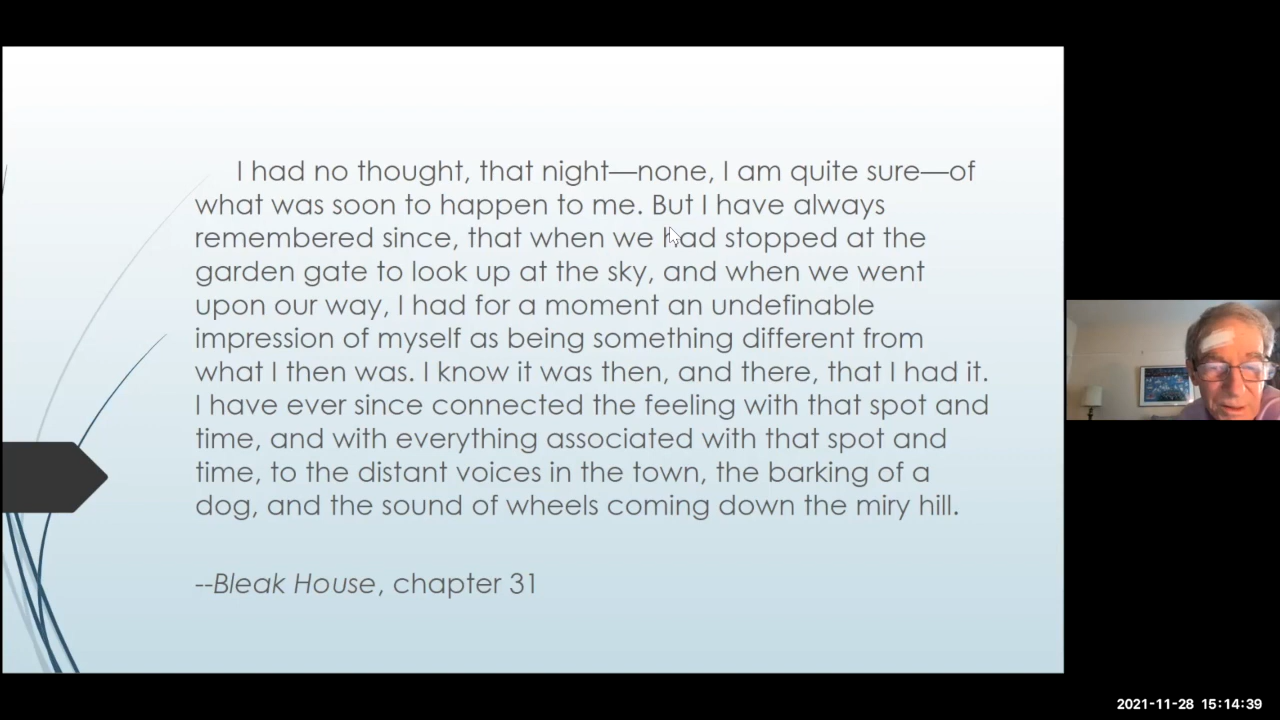 I had no thought, that night—none, I am quite sure—of
what was soon to happen to me. But I have always
remembered since, that when we had stopped at the
garden gate to look up at the sky, and when we went
upon our way, I had for a moment an undefinable
impression of myself as being something different from
what I then was. I know it was then, and there, that I had it.
I have ever since connected the feeling with that spot and
time, and with everything associated with that spot and
time, to the distant voices in the town, the barking of a
dog, and the sound of wheels coming down the miry hill.
--Bleak House, chapter 31
2021-11-28 15:14:39